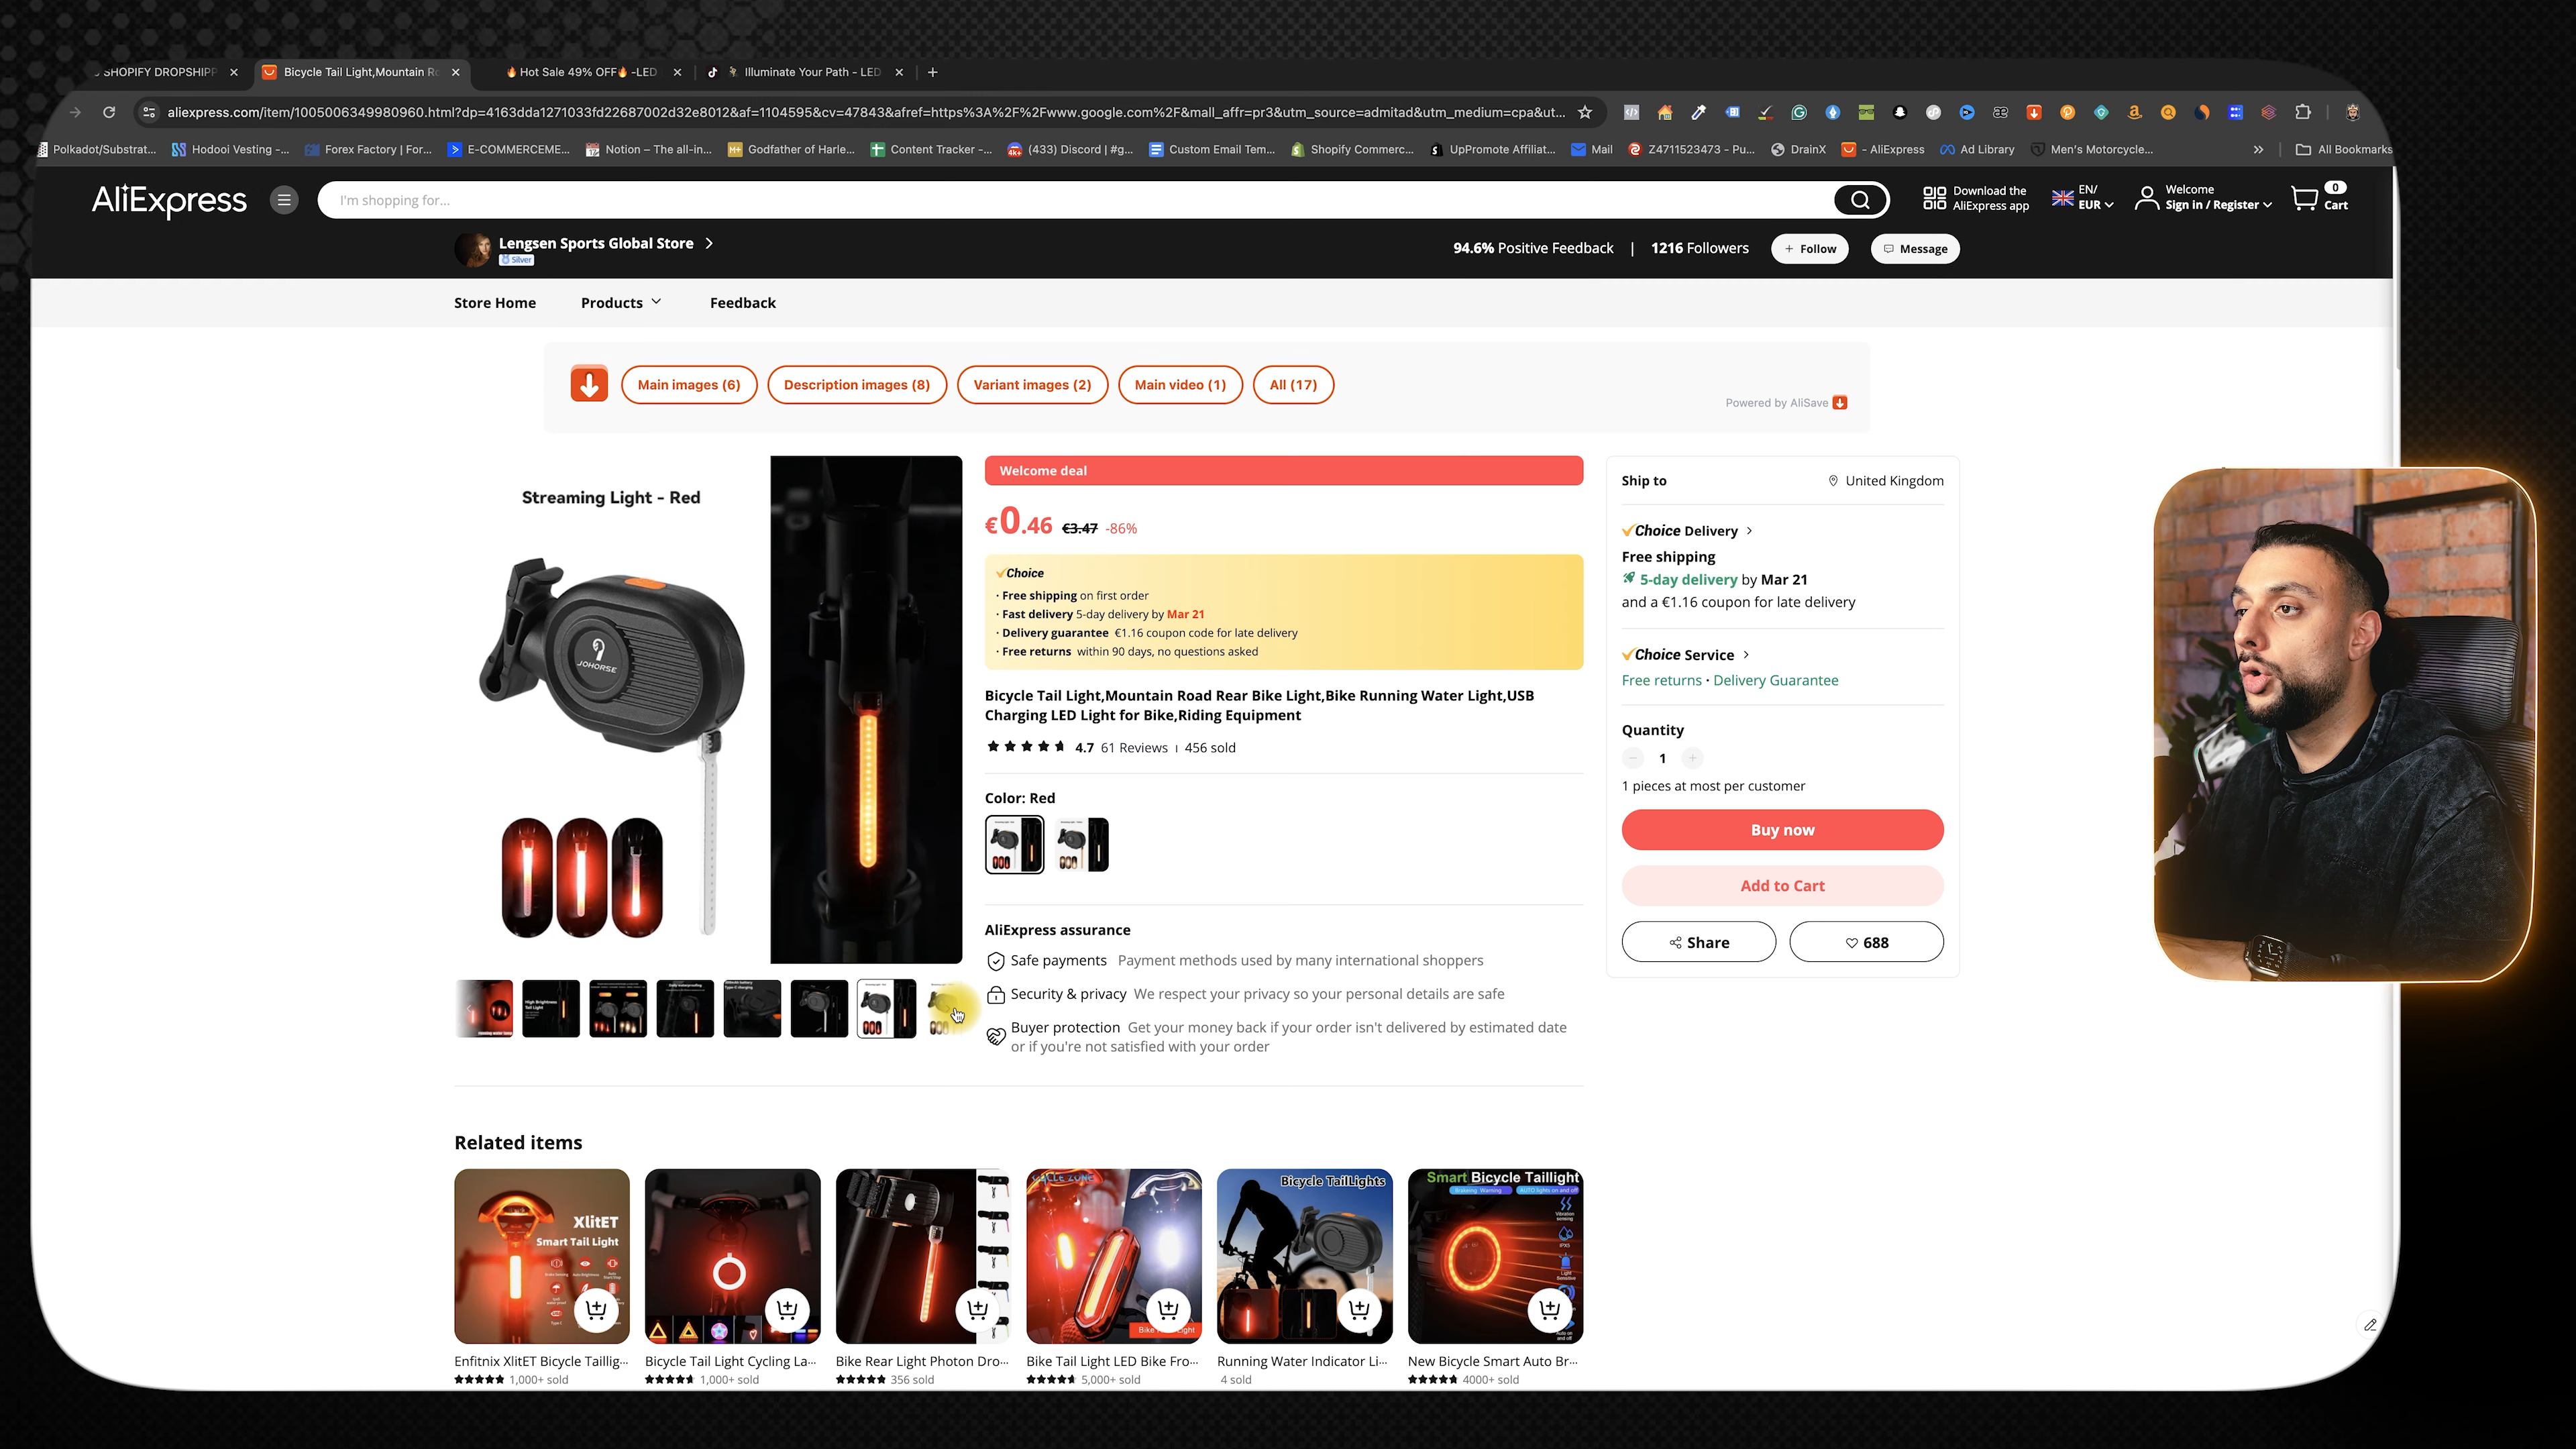 SHOPIFY DROPSHIPP
Bicycle Tail Light,Mountain Ro
🔥Hot Sale 49% OFF🔥-LED
Illuminate Your Path - LED
aliexpress.com/item/1005006349980960.html?dp=4163dda1271033fd22687002d32e8012&af=1104595&cv=47843&afref=https%3A%2F%2Fwww.google.com%2F&mall_affr=pr3&utm_source=admitad&utm_medium=cpa&ut...
Polkadot/Substrat...
Hodooi Vesting -...
Forex Factory | For...
E-COMMERCEME...
Notion – The all-in...
Godfather of Harle...
Content Tracker -...
(433) Discord | #g...
Custom Email Tem...
Shopify Commerc...
UpPromote Affiliat...
Mail
Z4711523473 - Pu...
DrainX
- AliExpress
Ad Library
Men's Motorcycle...
All Bookmarks
AliExpress
I'm shopping for...
Download the
AliExpress app
EN/
EUR
Welcome
Sign in / Register
0
Cart
Lengsen Sports Global Store
Silver
94.6% Positive Feedback | 1216 Followers
+ Follow
Message
Store Home
Products
Feedback
Main images (6)
Description images (8)
Variant images (2)
Main video (1)
All (17)
Powered by AliSave
Streaming Light - Red
JOHORSE
Welcome deal
€0.46 €3.47 -86%
Choice
· Free shipping on first order
· Fast delivery 5-day delivery by Mar 21
· Delivery guarantee €1.16 coupon code for late delivery
· Free returns within 90 days, no questions asked
Bicycle Tail Light,Mountain Road Rear Bike Light,Bike Running Water Light,USB
Charging LED Light for Bike,Riding Equipment
4.7 61 Reviews | 456 sold
Color: Red
AliExpress assurance
Safe payments Payment methods used by many international shoppers
Security & privacy We respect your privacy so your personal details are safe
Buyer protection Get your money back if your order isn't delivered by estimated date
or if you're not satisfied with your order
Ship to
United Kingdom
Choice Delivery
Free shipping
5-day delivery by Mar 21
and a €1.16 coupon for late delivery
Choice Service
Free returns · Delivery Guarantee
Quantity
1
1 pieces at most per customer
Buy now
Add to Cart
Share
688
Related items
XlitET
Smart Tail Light
Bicycle TailLights
Smart Bicycle Taillight
Enfitnix XlitET Bicycle Taillig...
Bicycle Tail Light Cycling La...
Bike Rear Light Photon Dro...
Bike Tail Light LED Bike Fro...
Running Water Indicator Li...
New Bicycle Smart Auto Br...
1,000+ sold
1,000+ sold
356 sold
5,000+ sold
4 sold
4000+ sold